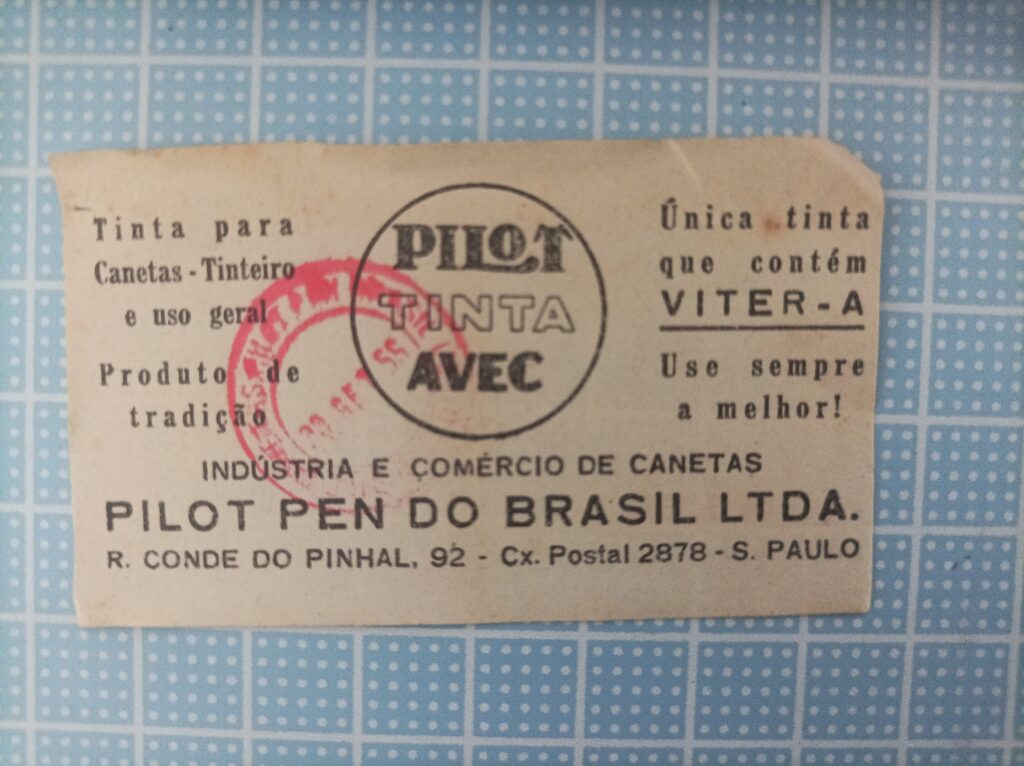 Tinta para
Canetas-Tinteiro
e uso geral
Produto de
tradição
PILOT
TINTA
AVEC
Única tinta
que contém
VITER-A
Use sempre
a melhor!
INDÚSTRIA E COMÉRCIO DE CANETAS
PILOT PEN DO BRASIL LTDA.
R. CONDE DO PINHAL, 92 - Cx. Postal 2878 - S. PAULO